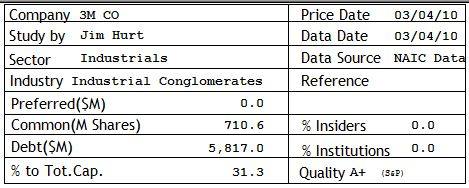 Company 3M CO Price Date 03/04/10
Study by Jim Hurt Data Date 03/04/10
Sector Industrials Data Source NAIC Data
Industry Industrial Conglomerates Reference
Preferred($M) 0.0
Common(M Shares) 710.6 % Insiders 0.0
Debt($M) 5,817.0 % Institutions 0.0
% to Tot.Cap. 31.3 Quality A+ (S&P)